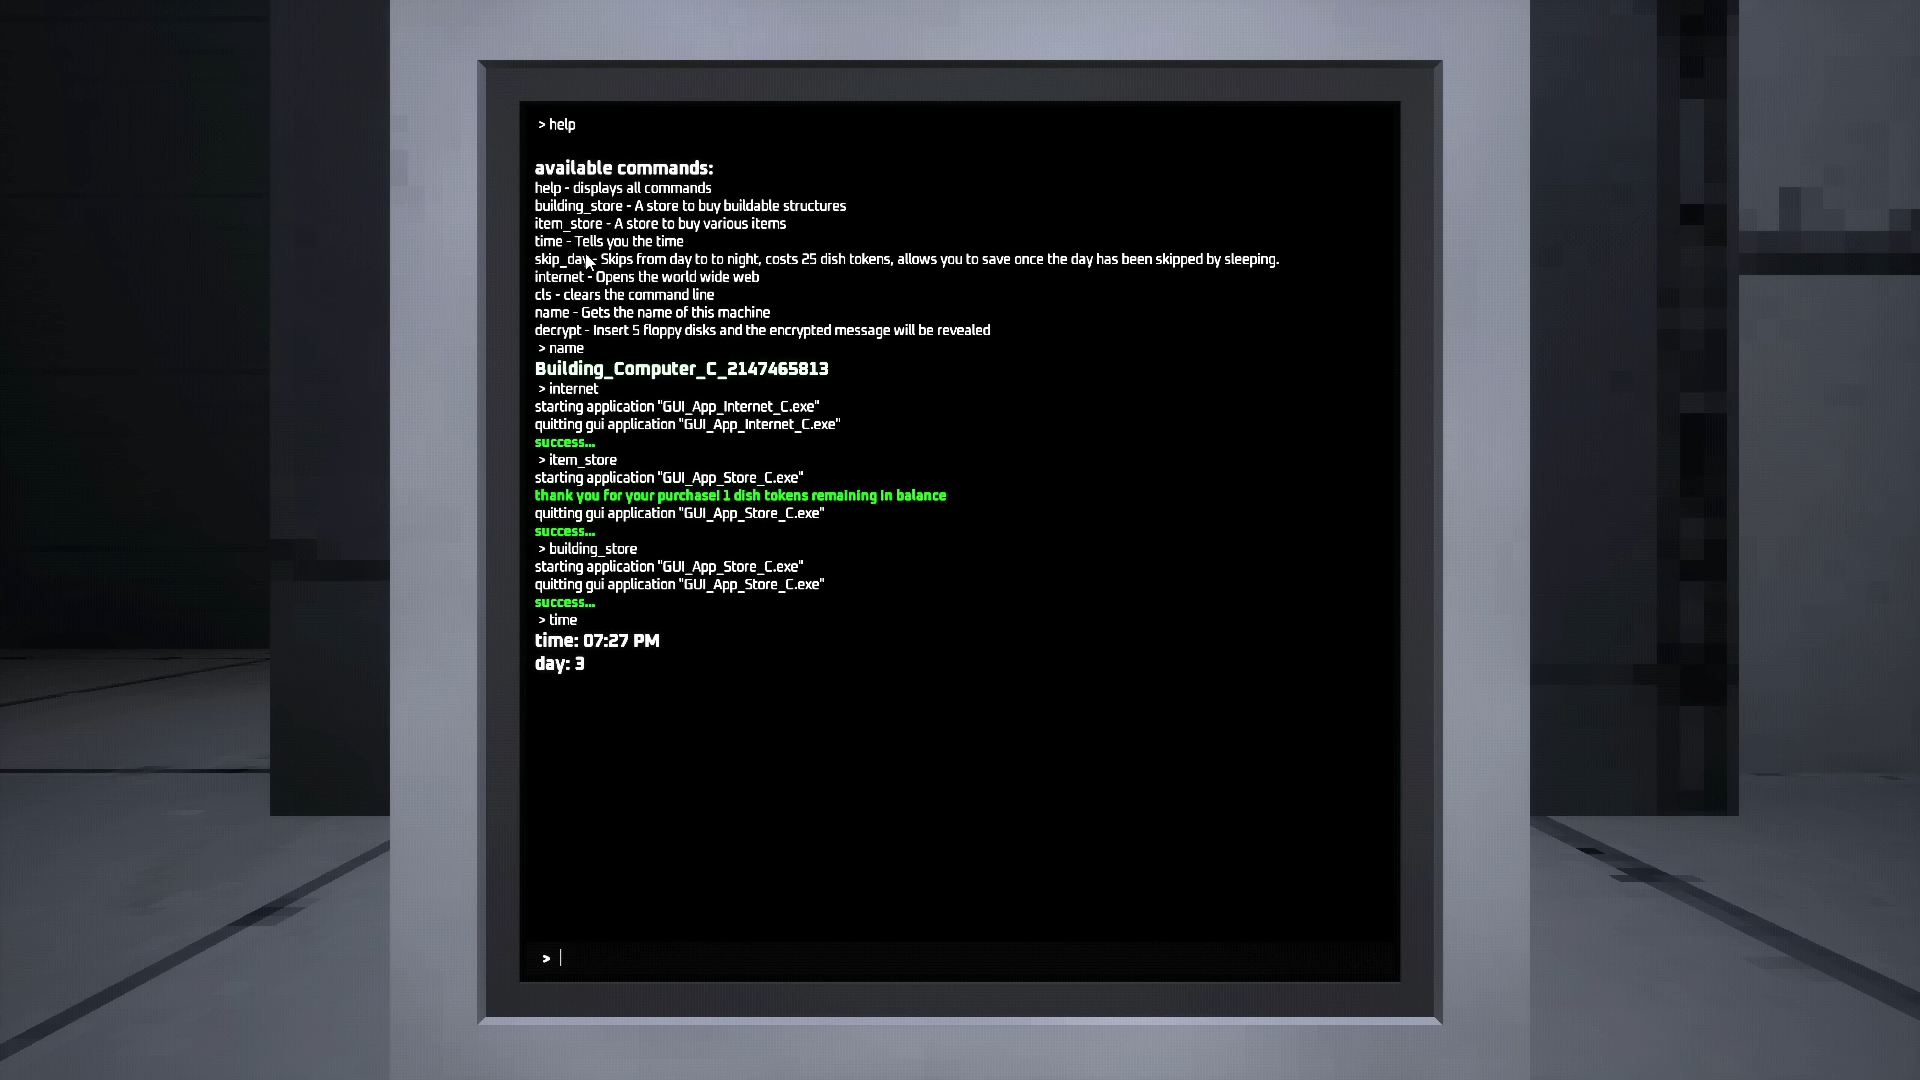 > help
available commands:
help - displays all commands
building_store - A store to buy buildable structures
item_store - A store to buy various items
time - Tells you the time
skip_day - Skips from day to to night, costs 25 dish tokens, allows you to save once the day has been skipped by sleeping.
internet - Opens the world wide web
cls - clears the command line
name - Gets the name of this machine
decrypt - Insert 5 floppy disks and the encrypted message will be revealed
> name
Building_Computer_C_2147465813
> internet
starting application "GUI_App_Internet_C.exe"
quitting gui application "GUI_App_Internet_C.exe"
success...
> item_store
starting application "GUI_App_Store_C.exe"
thank you for your purchase! 1 dish tokens remaining in balance
quitting gui application "GUI_App_Store_C.exe"
success...
> building_store
starting application "GUI_App_Store_C.exe"
quitting gui application "GUI_App_Store_C.exe"
success...
> time
time: 07:27 PM
day: 3
>